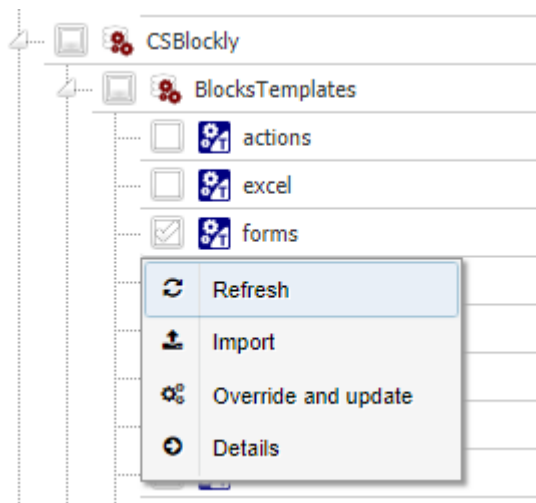 CSBlockly
BlocksTemplates
actions
excel
forms
Refresh
Import
Override and update
Details